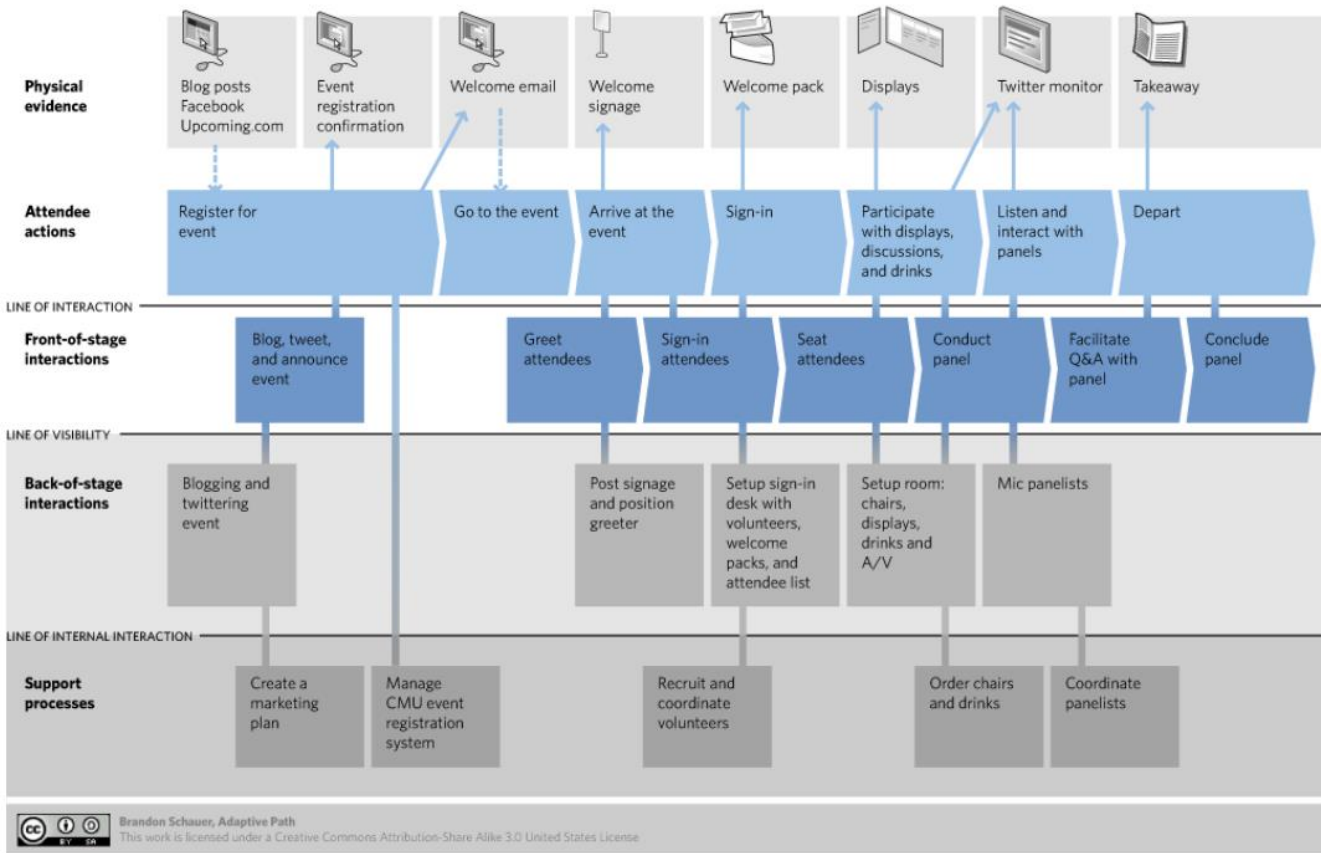 Physical
evidence
Blog posts
Facebook
Upcoming.com
Event
registration
confirmation
Welcome email
Welcome
signage
Welcome pack
Displays
Twitter monitor
Takeaway
Attendee
actions
Register for
event
Go to the event
Arrive at the
event
Sign-in
Participate
with displays,
discussions,
and drinks
Listen and
interact with
panels
Depart
LINE OF INTERACTION
Front-of-stage
interactions
Blog, tweet,
and announce
event
Greet
attendees
Sign-in
attendees
Seat
attendees
Conduct
panel
Facilitate
Q&A with
panel
Conclude
panel
LINE OF VISIBILITY
Back-of-stage
interactions
Blogging and
twittering
event
Post signage
and position
greeter
Setup sign-in
desk with
volunteers,
welcome
packs, and
attendee list
Setup room:
chairs,
displays,
drinks and
A/V
Mic panelists
LINE OF INTERNAL INTERACTION
Support
processes
Create a
marketing
plan
Manage
CMU event
registration
system
Recruit and
coordinate
volunteers
Order chairs
and drinks
Coordinate
panelists
cc
BY SA
Brandon Schauer, Adaptive Path
This work is licensed under a Creative Commons Attribution-Share Alike 3.0 United States License